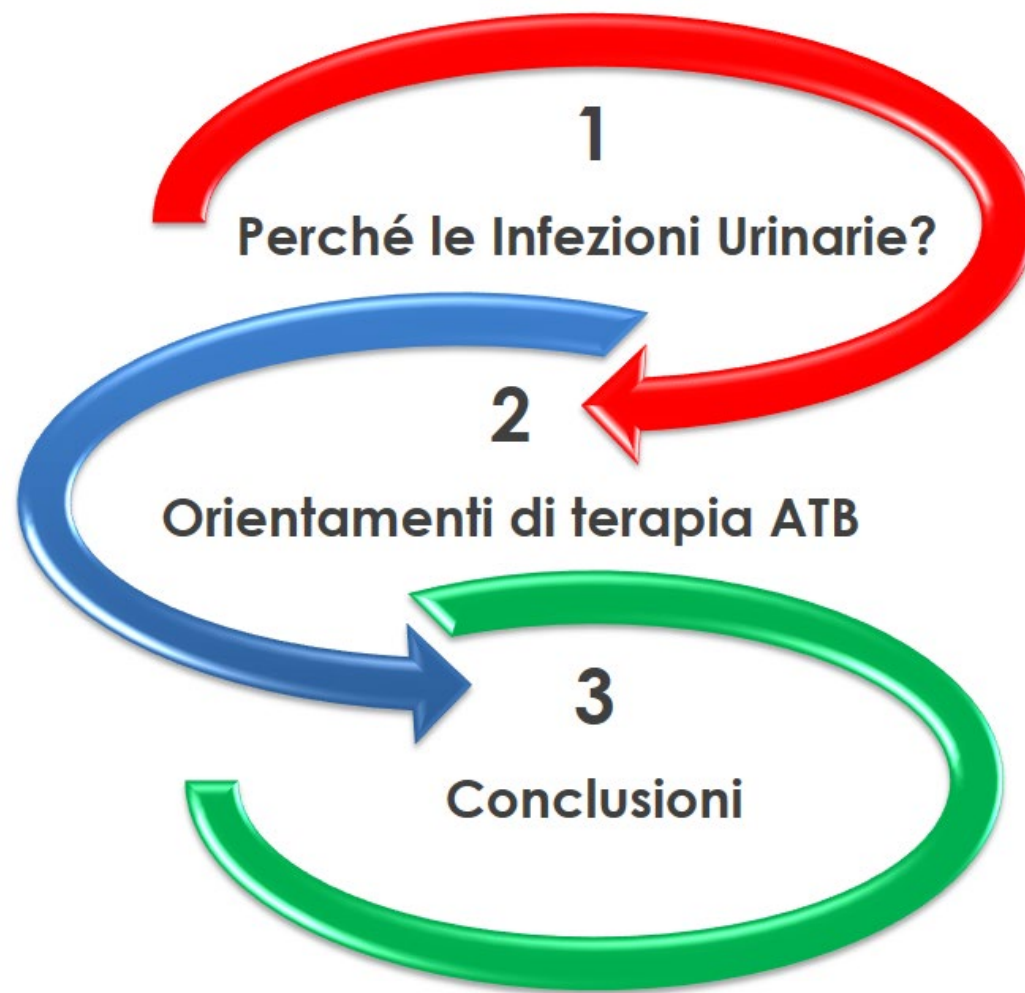 1
Perché le Infezioni Urinarie?
2
Orientamenti di terapia ATB
3
Conclusioni